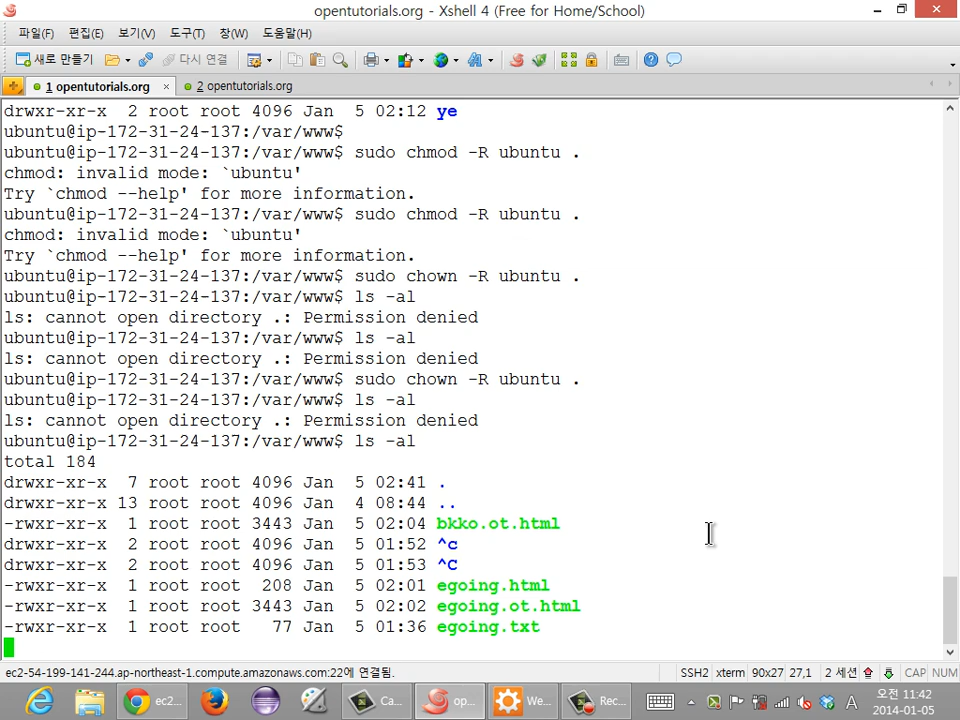 opentutorials.org - Xshell 4 (Free for Home/School)
파일(F) 편집(E) 보기(V) 도구(T) 창(W) 도움말(H)
새로 만들기 다시 연결
1 opentutorials.org × 2 opentutorials.org
drwxr-xr-x 2 root root 4096 Jan 5 02:12 ye
ubuntu@ip-172-31-24-137:/var/www$
ubuntu@ip-172-31-24-137:/var/www$ sudo chmod -R ubuntu .
chmod: invalid mode: `ubuntu'
Try `chmod --help' for more information.
ubuntu@ip-172-31-24-137:/var/www$ sudo chmod -R ubuntu .
chmod: invalid mode: `ubuntu'
Try `chmod --help' for more information.
ubuntu@ip-172-31-24-137:/var/www$ sudo chown -R ubuntu .
ubuntu@ip-172-31-24-137:/var/www$ ls -al
ls: cannot open directory .: Permission denied
ubuntu@ip-172-31-24-137:/var/www$ ls -al
ls: cannot open directory .: Permission denied
ubuntu@ip-172-31-24-137:/var/www$ sudo chown -R ubuntu .
ubuntu@ip-172-31-24-137:/var/www$ ls -al
ls: cannot open directory .: Permission denied
ubuntu@ip-172-31-24-137:/var/www$ ls -al
total 184
drwxr-xr-x 7 root root 4096 Jan 5 02:41 .
drwxr-xr-x 13 root root 4096 Jan 4 08:44 ..
-rwxr-xr-x 1 root root 3443 Jan 5 02:04 bkko.ot.html
drwxr-xr-x 2 root root 4096 Jan 5 01:52 ^c
drwxr-xr-x 2 root root 4096 Jan 5 01:53 ^C
-rwxr-xr-x 1 root root 208 Jan 5 02:01 egoing.html
-rwxr-xr-x 1 root root 3443 Jan 5 02:02 egoing.ot.html
-rwxr-xr-x 1 root root 77 Jan 5 01:36 egoing.txt
ec2-54-199-141-244.ap-northeast-1.compute.amazonaws.com:22에 연결됨. SSH2 xterm 90x27 27,1 2 세션 CAP NUM
ec2... Ca... op... We... Rec... A 오전 11:42
2014-01-05